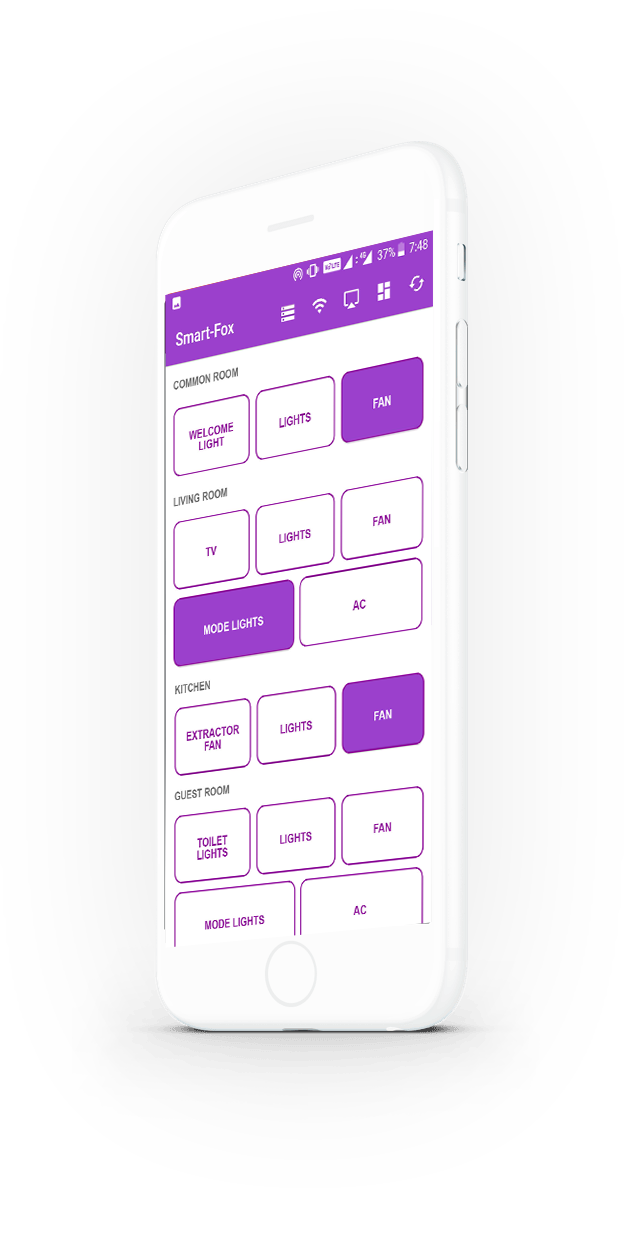 37% 7:48
Smart-Fox
COMMON ROOM
WELCOME
LIGHT
LIGHTS
FAN
LIVING ROOM
TV
LIGHTS
FAN
MODE LIGHTS
AC
KITCHEN
EXTRACTOR
FAN
LIGHTS
FAN
GUEST ROOM
TOILET
LIGHTS
LIGHTS
FAN
MODE LIGHTS
AC